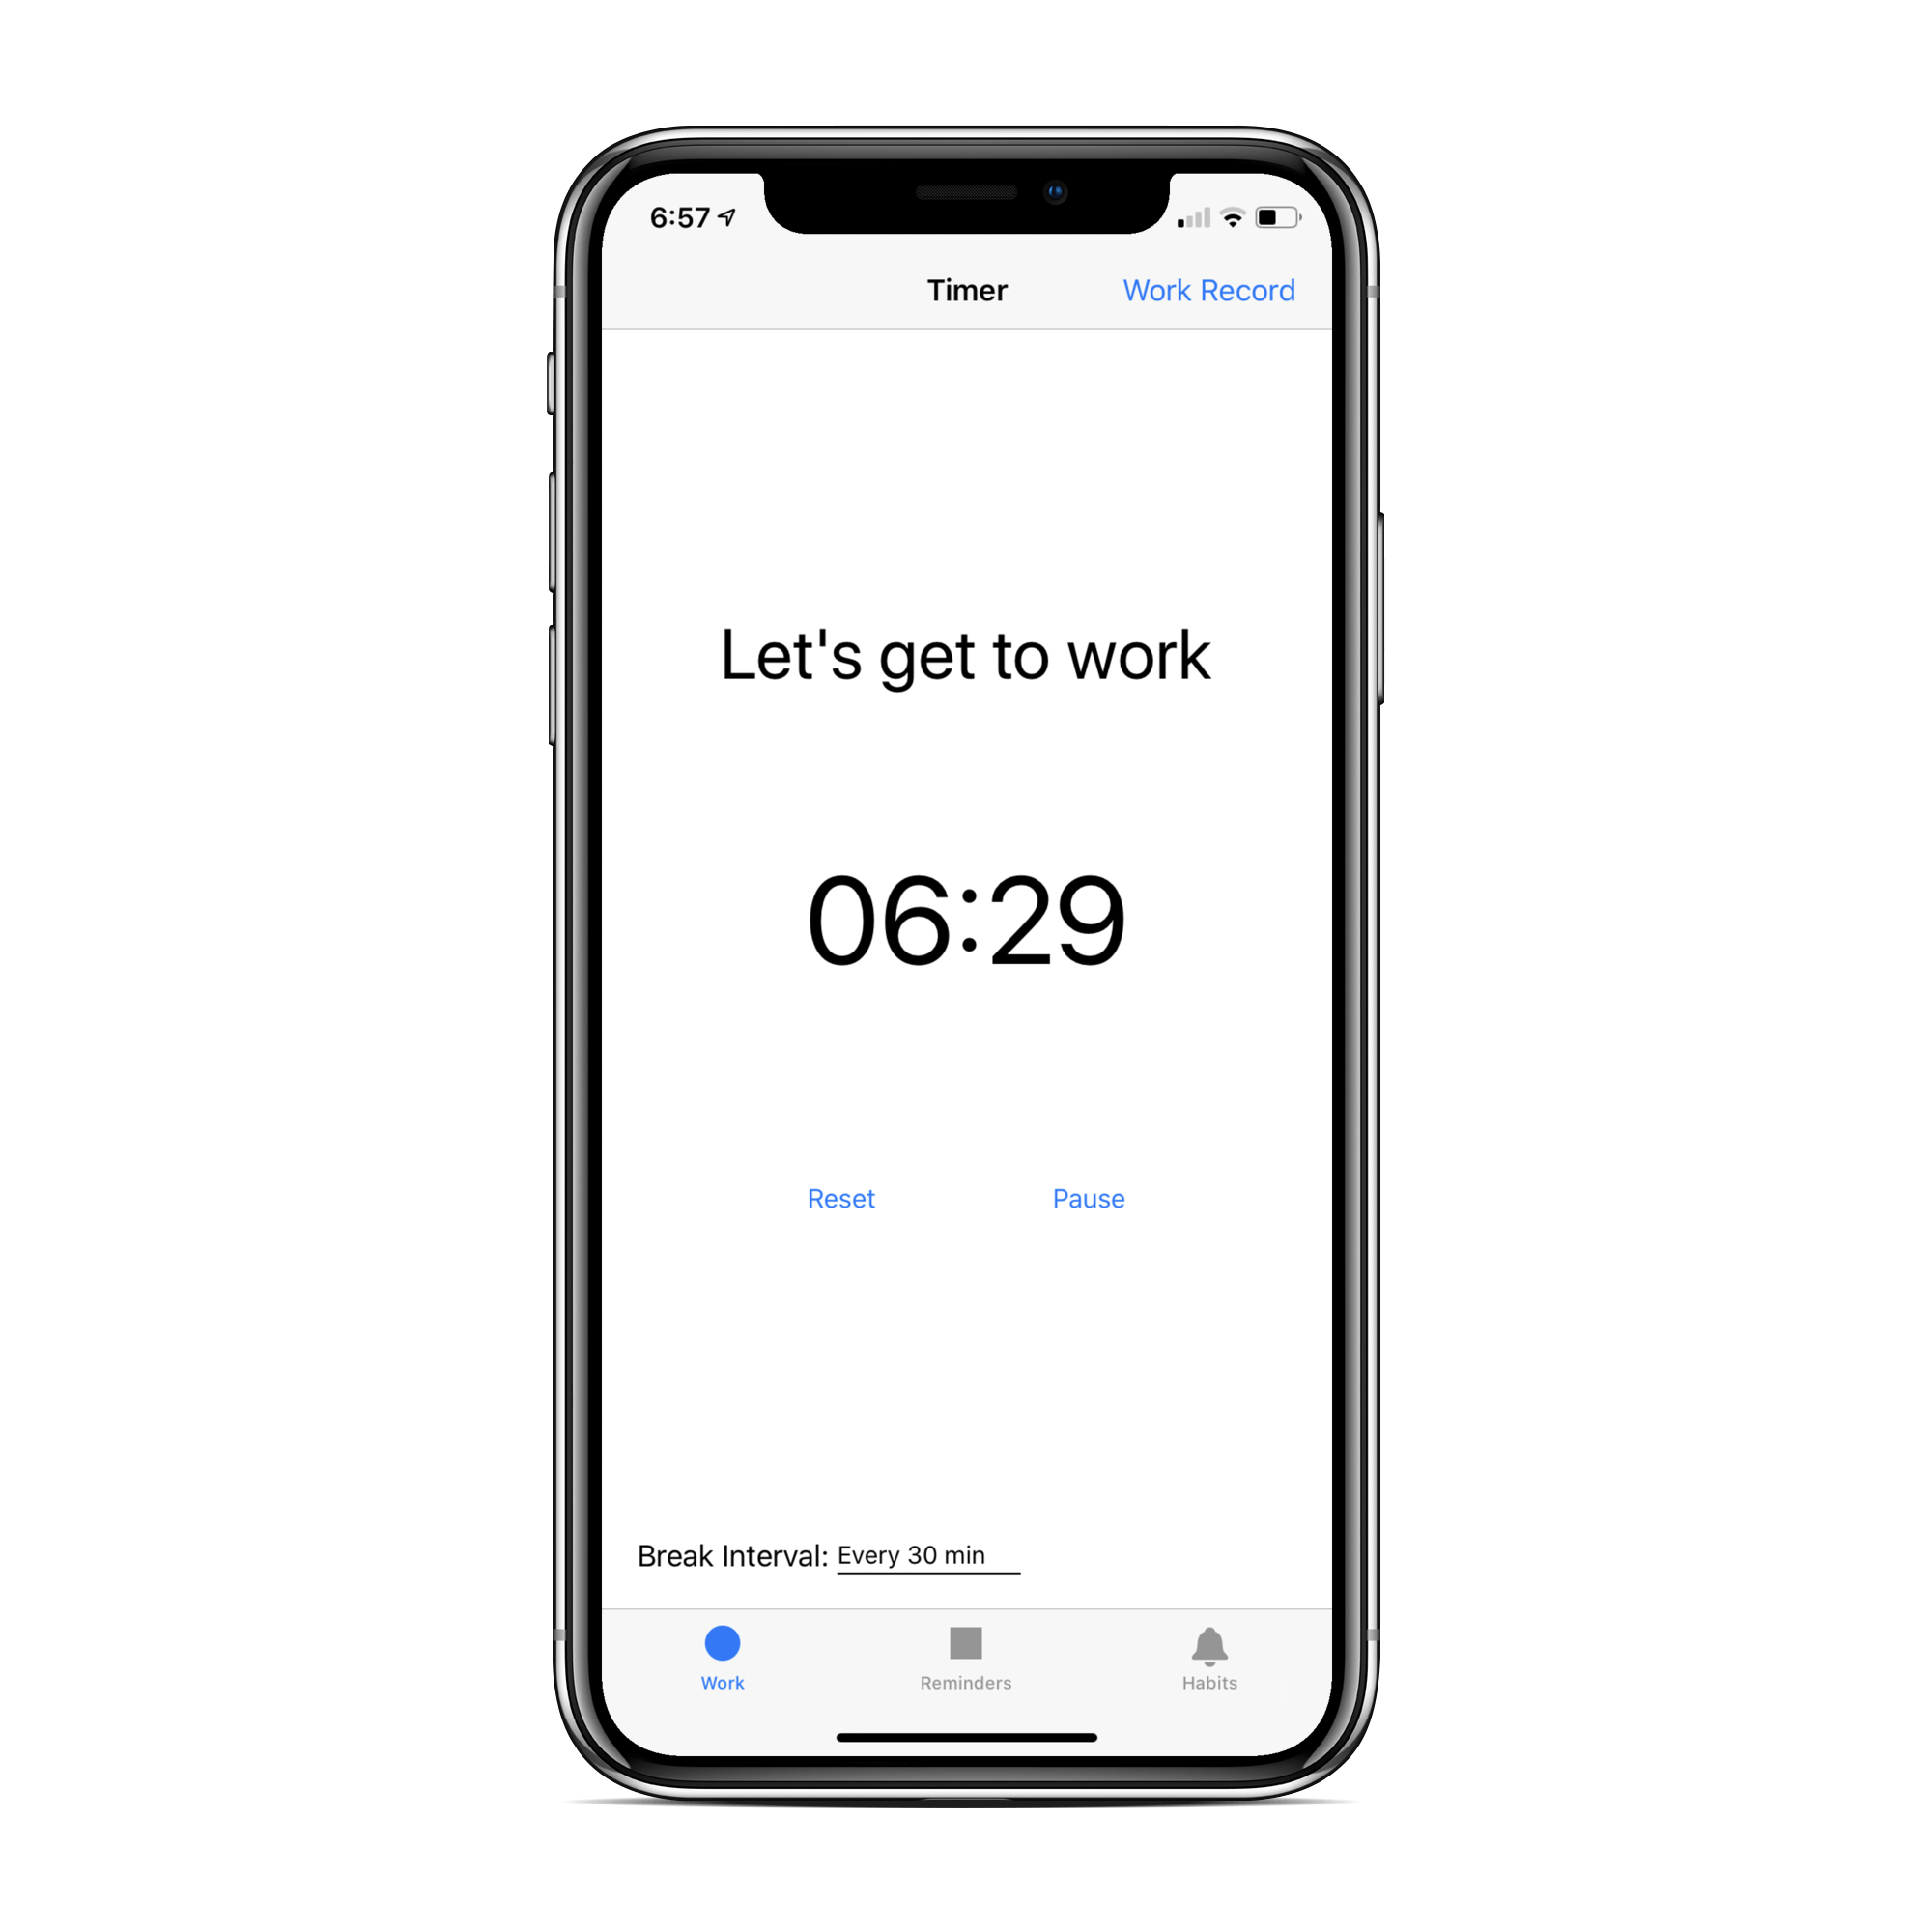 6:57
Timer Work Record
Let's get to work
06:29
Reset Pause
Break Interval: Every 30 min
Work Reminders Habits